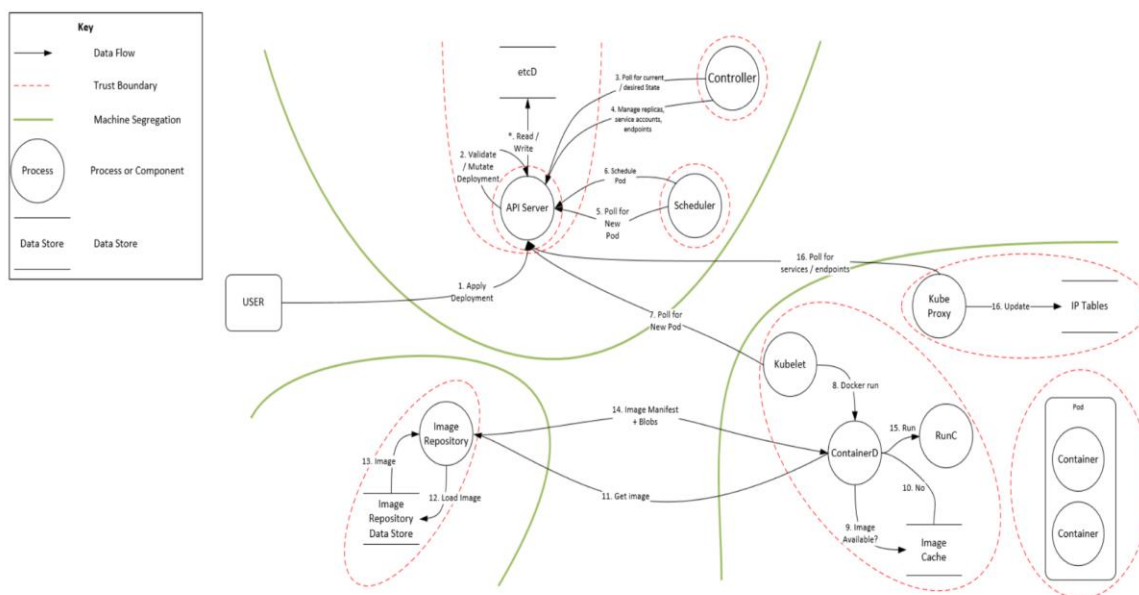 Key
Data Flow
Trust Boundary
Machine Segregation
Process
Process or Component
Data Store
Data Store
etcD
Controller
3. Poll for current
/ desired State
4. Manage replicas,
service accounts,
endpoints
*. Read /
Write
2. Validate
/ Mutate
Deployment
API Server
6. Schedule
Pod
5. Poll for
New
Pod
Scheduler
USER
1. Apply
Deployment
16. Poll for
services / endpoints
7. Poll for
New Pod
Kube
Proxy
16. Update
IP Tables
Kubelet
8. Docker run
14. Image Manifest
+ Blobs
Image
Repository
13. Image
12. Load Image
Image
Repository
Data Store
11. Get image
ContainerD
15. Run
RunC
10. No
9. Image
Available?
Image
Cache
Pod
Container
Container